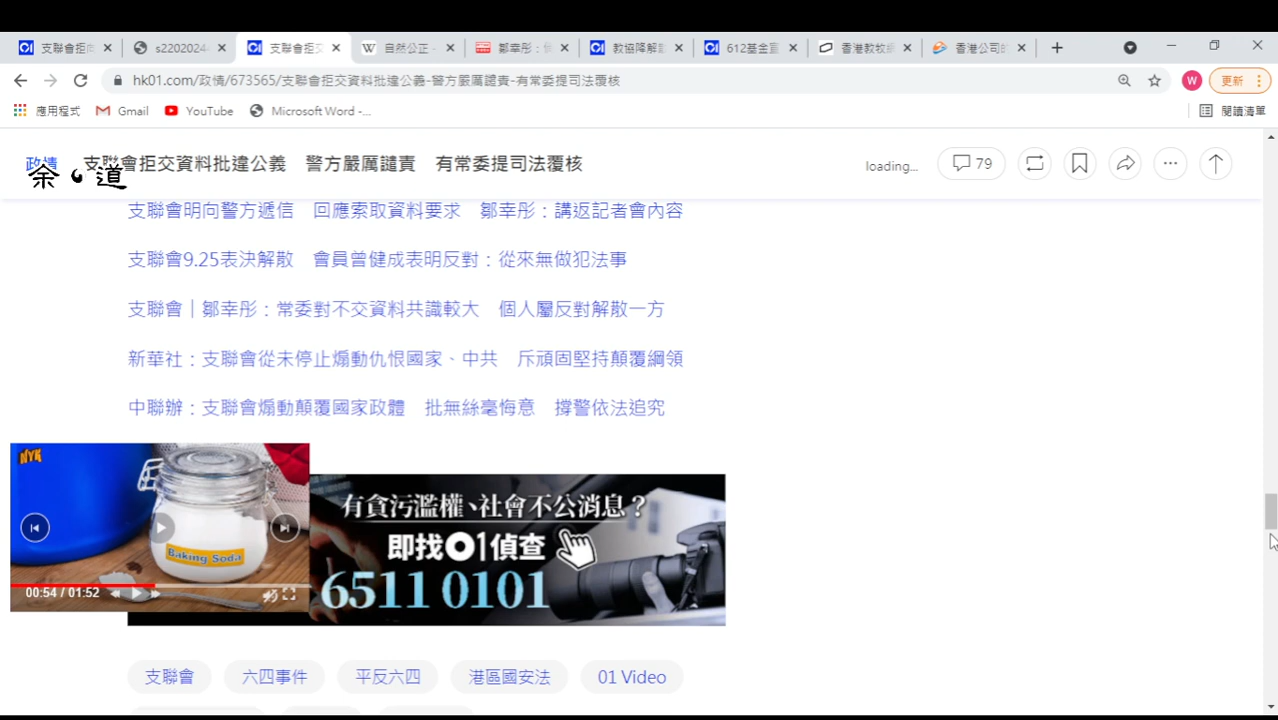 支聯會拒
s2202024
支聯會拒交
自然公正 -
鄒幸彤：
教協降解
612基金
香港教牧
香港公司
hk01.com/政情/673565/支聯會拒交資料批違公義-警方嚴厲譴責-有常委提司法覆核
W
更新
應用程式
Gmail
YouTube
Microsoft Word -...
閱讀清單
政情
余 道
支聯會拒交資料批違公義 警方嚴厲譴責 有常委提司法覆核
loading...
79
支聯會明向警方遞信 回應索取資料要求 鄒幸彤：講返記者會內容
支聯會9.25表決解散 會員曾健成表明反對：從來無做犯法事
支聯會｜鄒幸彤：常委對不交資料共識較大 個人屬反對解散一方
新華社：支聯會從未停止煽動仇恨國家、中共 斥頑固堅持顛覆綱領
中聯辦：支聯會煽動顛覆國家政體 批無絲毫悔意 撐警依法追究
NYK
Baking Soda
00:54 / 01:52
有貪污濫權、社會不公消息？
即找01偵查
6511 0101
支聯會
六四事件
平反六四
港區國安法
01 Video